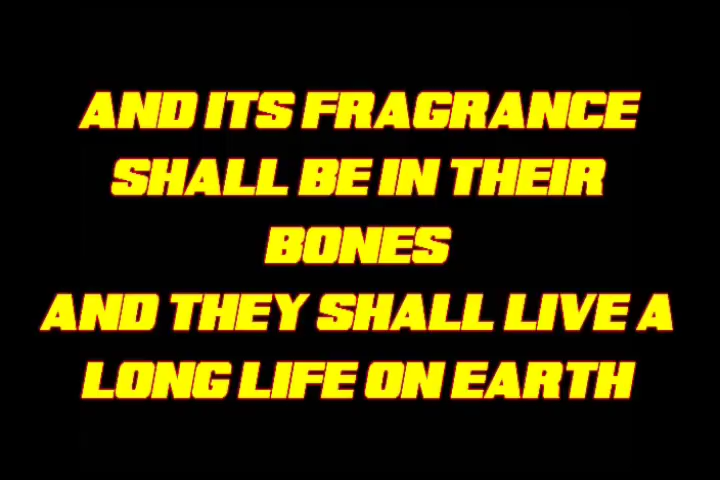 AND ITS FRAGRANCE
SHALL BE IN THEIR
BONES
AND THEY SHALL LIVE A
LONG LIFE ON EARTH